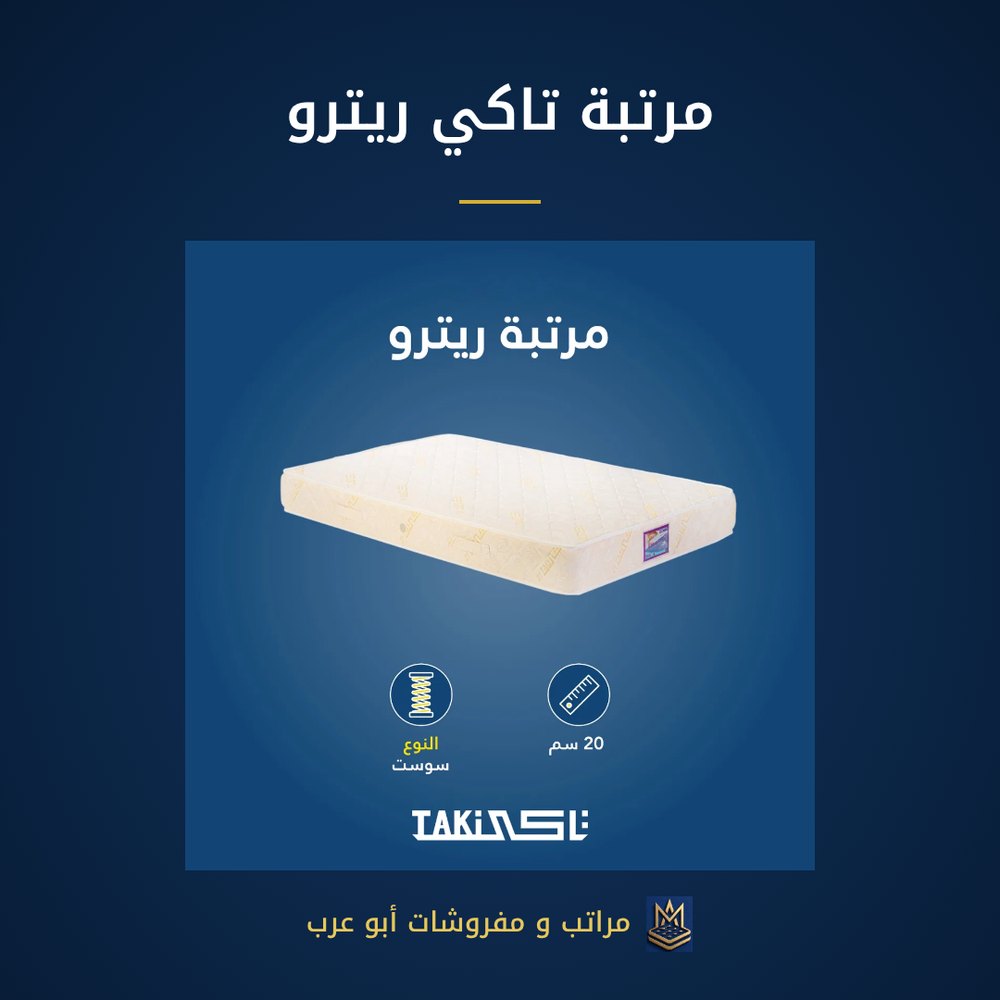 مرتبة تاكي ريترو
مرتبة ريترو
20 سم
النوع
سوست
TAKi تاكي
مراتب و مفروشات أبو عرب